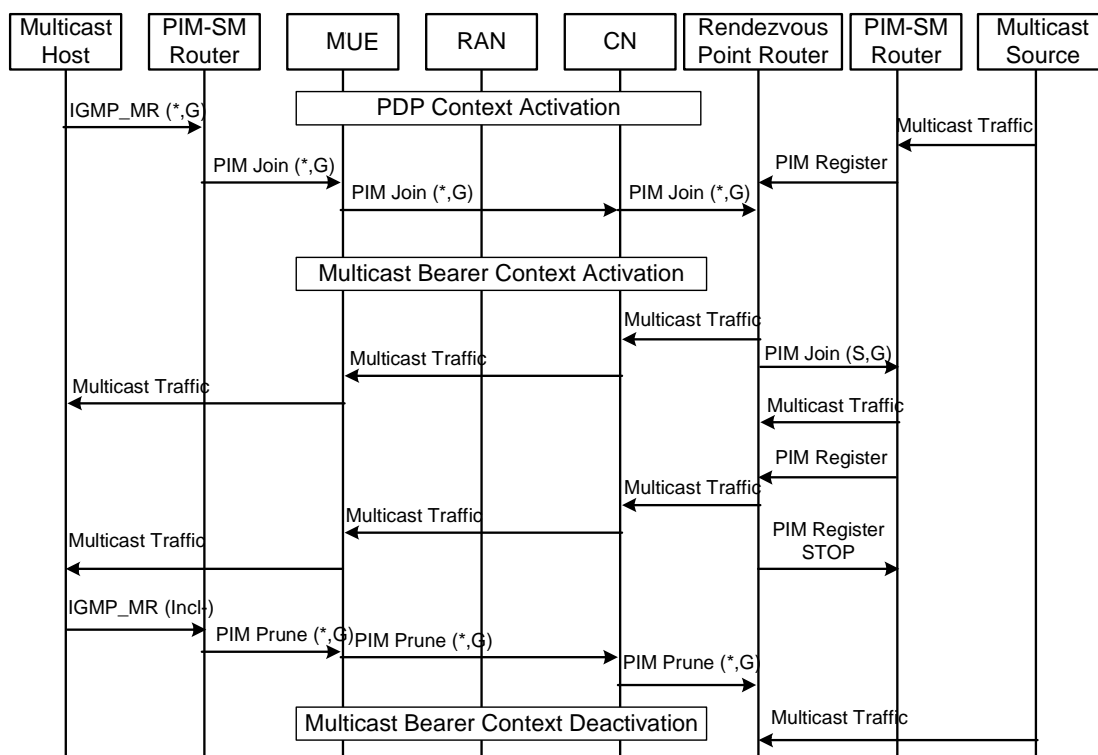 Multicast
Host
PIM-SM
Router
MUE
RAN
CN
Rendezvous
Point Router
PIM-SM
Router
Multicast
Source
IGMP_MR (*,G)
PDP Context Activation
Multicast Traffic
PIM Join (*,G)
PIM Register
PIM Join (*,G)
PIM Join (*,G)
Multicast Bearer Context Activation
Multicast Traffic
PIM Join (S,G)
Multicast Traffic
Multicast Traffic
Multicast Traffic
PIM Register
Multicast Traffic
Multicast Traffic
PIM Register
STOP
Multicast Traffic
IGMP_MR (Incl-)
PIM Prune (*,G)
PIM Prune (*,G)
PIM Prune (*,G)
Multicast Bearer Context Deactivation
Multicast Traffic